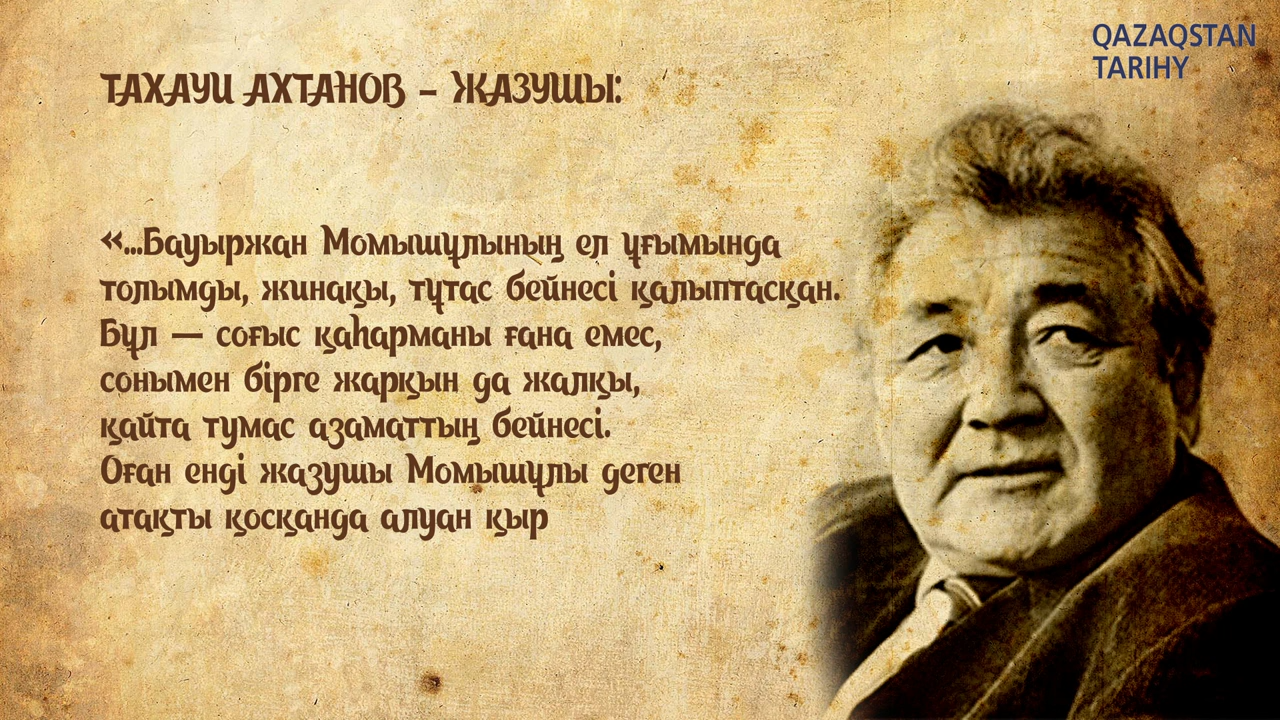 QAZAQSTAN
TARIHY
ТАХАУИ АХТАНОВ – ЖАЗУШЫ:
«...Бауыржан Момышұлының ел ұғымында
толымды, жинақы, тұтас бейнесі қалыптасқан.
Бұл — соғыс қаһарманы ғана емес,
сонымен бірге жарқын да жалқы,
қайта тумас азаматтың бейнесі.
Оған енді жазушы Момышұлы деген
атақты қосқанда алуан қыр